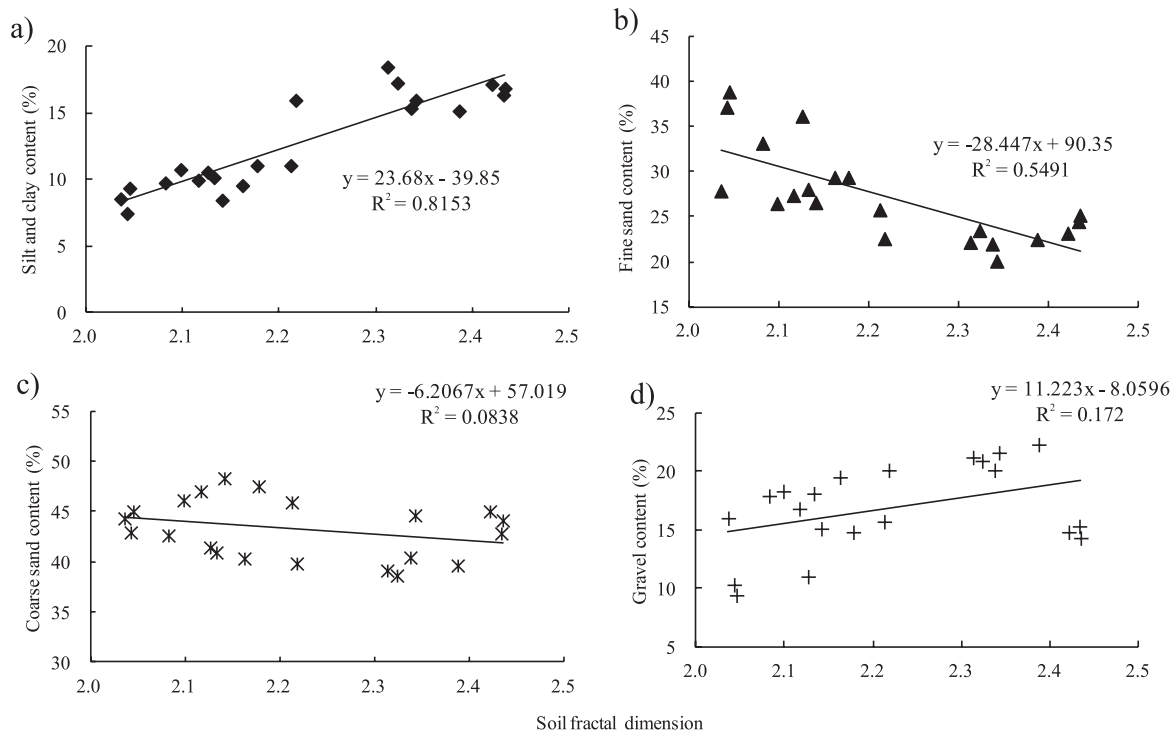 a)
Silt and clay content (%)
20
15
10
5
0
2.0 2.1 2.2 2.3 2.4 2.5
y = 23.68x - 39.85
R² = 0.8153
b)
Fine sand content (%)
45
40
35
30
25
20
15
2.0 2.1 2.2 2.3 2.4 2.5
y = -28.447x + 90.35
R² = 0.5491
c)
Coarse sand content (%)
55
50
45
40
35
30
2.0 2.1 2.2 2.3 2.4 2.5
y = -6.2067x + 57.019
R² = 0.0838
d)
Gravel content (%)
25
20
15
10
5
2.0 2.1 2.2 2.3 2.4 2.5
y = 11.223x - 8.0596
R² = 0.172
Soil fractal dimension